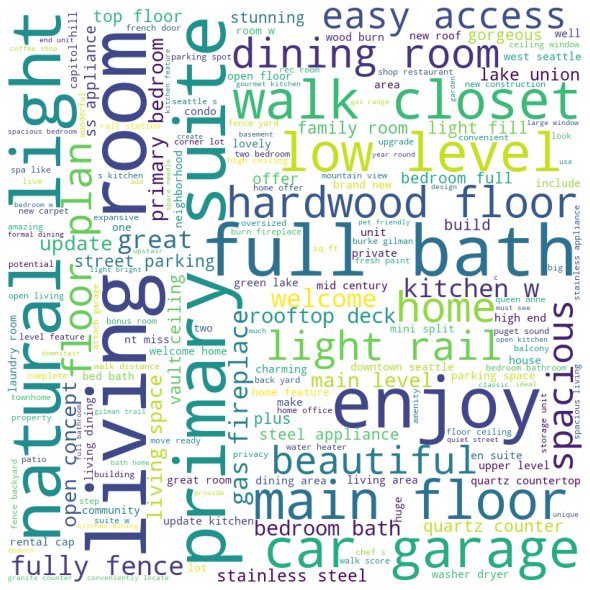 coffee shop
end unit
french door
top floor
stunning
room w
wood burn
new roof
gorgeous
ceiling window
well
easy access
capitol hill
parking spot
kitchen feature
rec room
gourmet kitchen
open floor
shop restaurant
dining room
west seattle
gas range
garden
wonderful
ss appliance
primary bedroom
seattle s
condo
area
lake union
new construction
large window
natural light
living room
primary suite
walk closet
spacious bedroom
rail station
fence yard
corner lot
family room
light fill
convenient
look
spa like
live
create
basement
upgrade
year round
s kitchen
add
space needle
neighborhood
lovely
two bedroom
low level
bedroom w
new carpet
high ceiling
mountain view
offer
brand new
bedroom full
include
use
floor plan
expansive
one
home offer
design
amazing
formal dining
update
great
oversized
burn fireplace
pet friendly
burke gilman
fresh paint
hardwood floor
stainless appliance
potential
light bright
upstair
street parking
sq ft
unit
build
big
full bath
open living
attach garage
vault ceiling
green lake
mid century
private
kitchen w
c
queen anne
must see
level feature
bonus room
nt miss
two
welcome
home
high end
open kitchen
puget sound
laundry room
downstair
walk distance
welcome home
much
rooftop deck
mini split
house
balcony
spacious
complete
bed bath
charming
light rail
downtown seattle
bedroom bathroom
townhome
gilman trail
make
home feature
main level
parking space
classic
ideal
property
open concept
living dining
living space
gas fireplace
back yard
plus
home office
amenity
enjoy
storage unit
spacious living
fence backyard
full bathroom
move ready
steel appliance
floor ceiling
quiet street
patio
bath home
privacy
water heater
beautiful
en suite
step
building
great room
dining area
living area
upper level
quartz countertop
community
suite w
update kitchen
huge
main floor
unique
rental cap
kitchen dining
provide
lot
bedroom bath
quartz counter
modern
fully fence
chef s
walk score
car garage
granite counter
conveniently locate
stainless steel
washer dryer